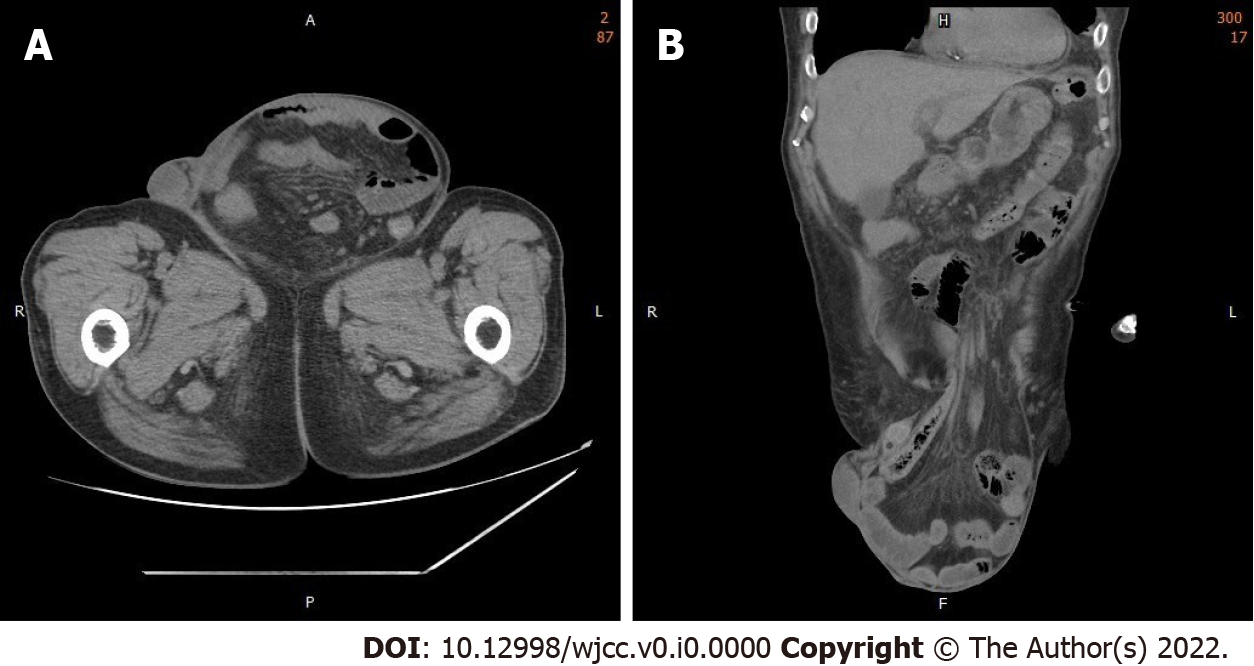 A
A
2
87
R
L
P
B
H
300
17
R
L
F
DOI: 10.12998/wjcc.v0.i0.0000 Copyright © The Author(s) 2022.